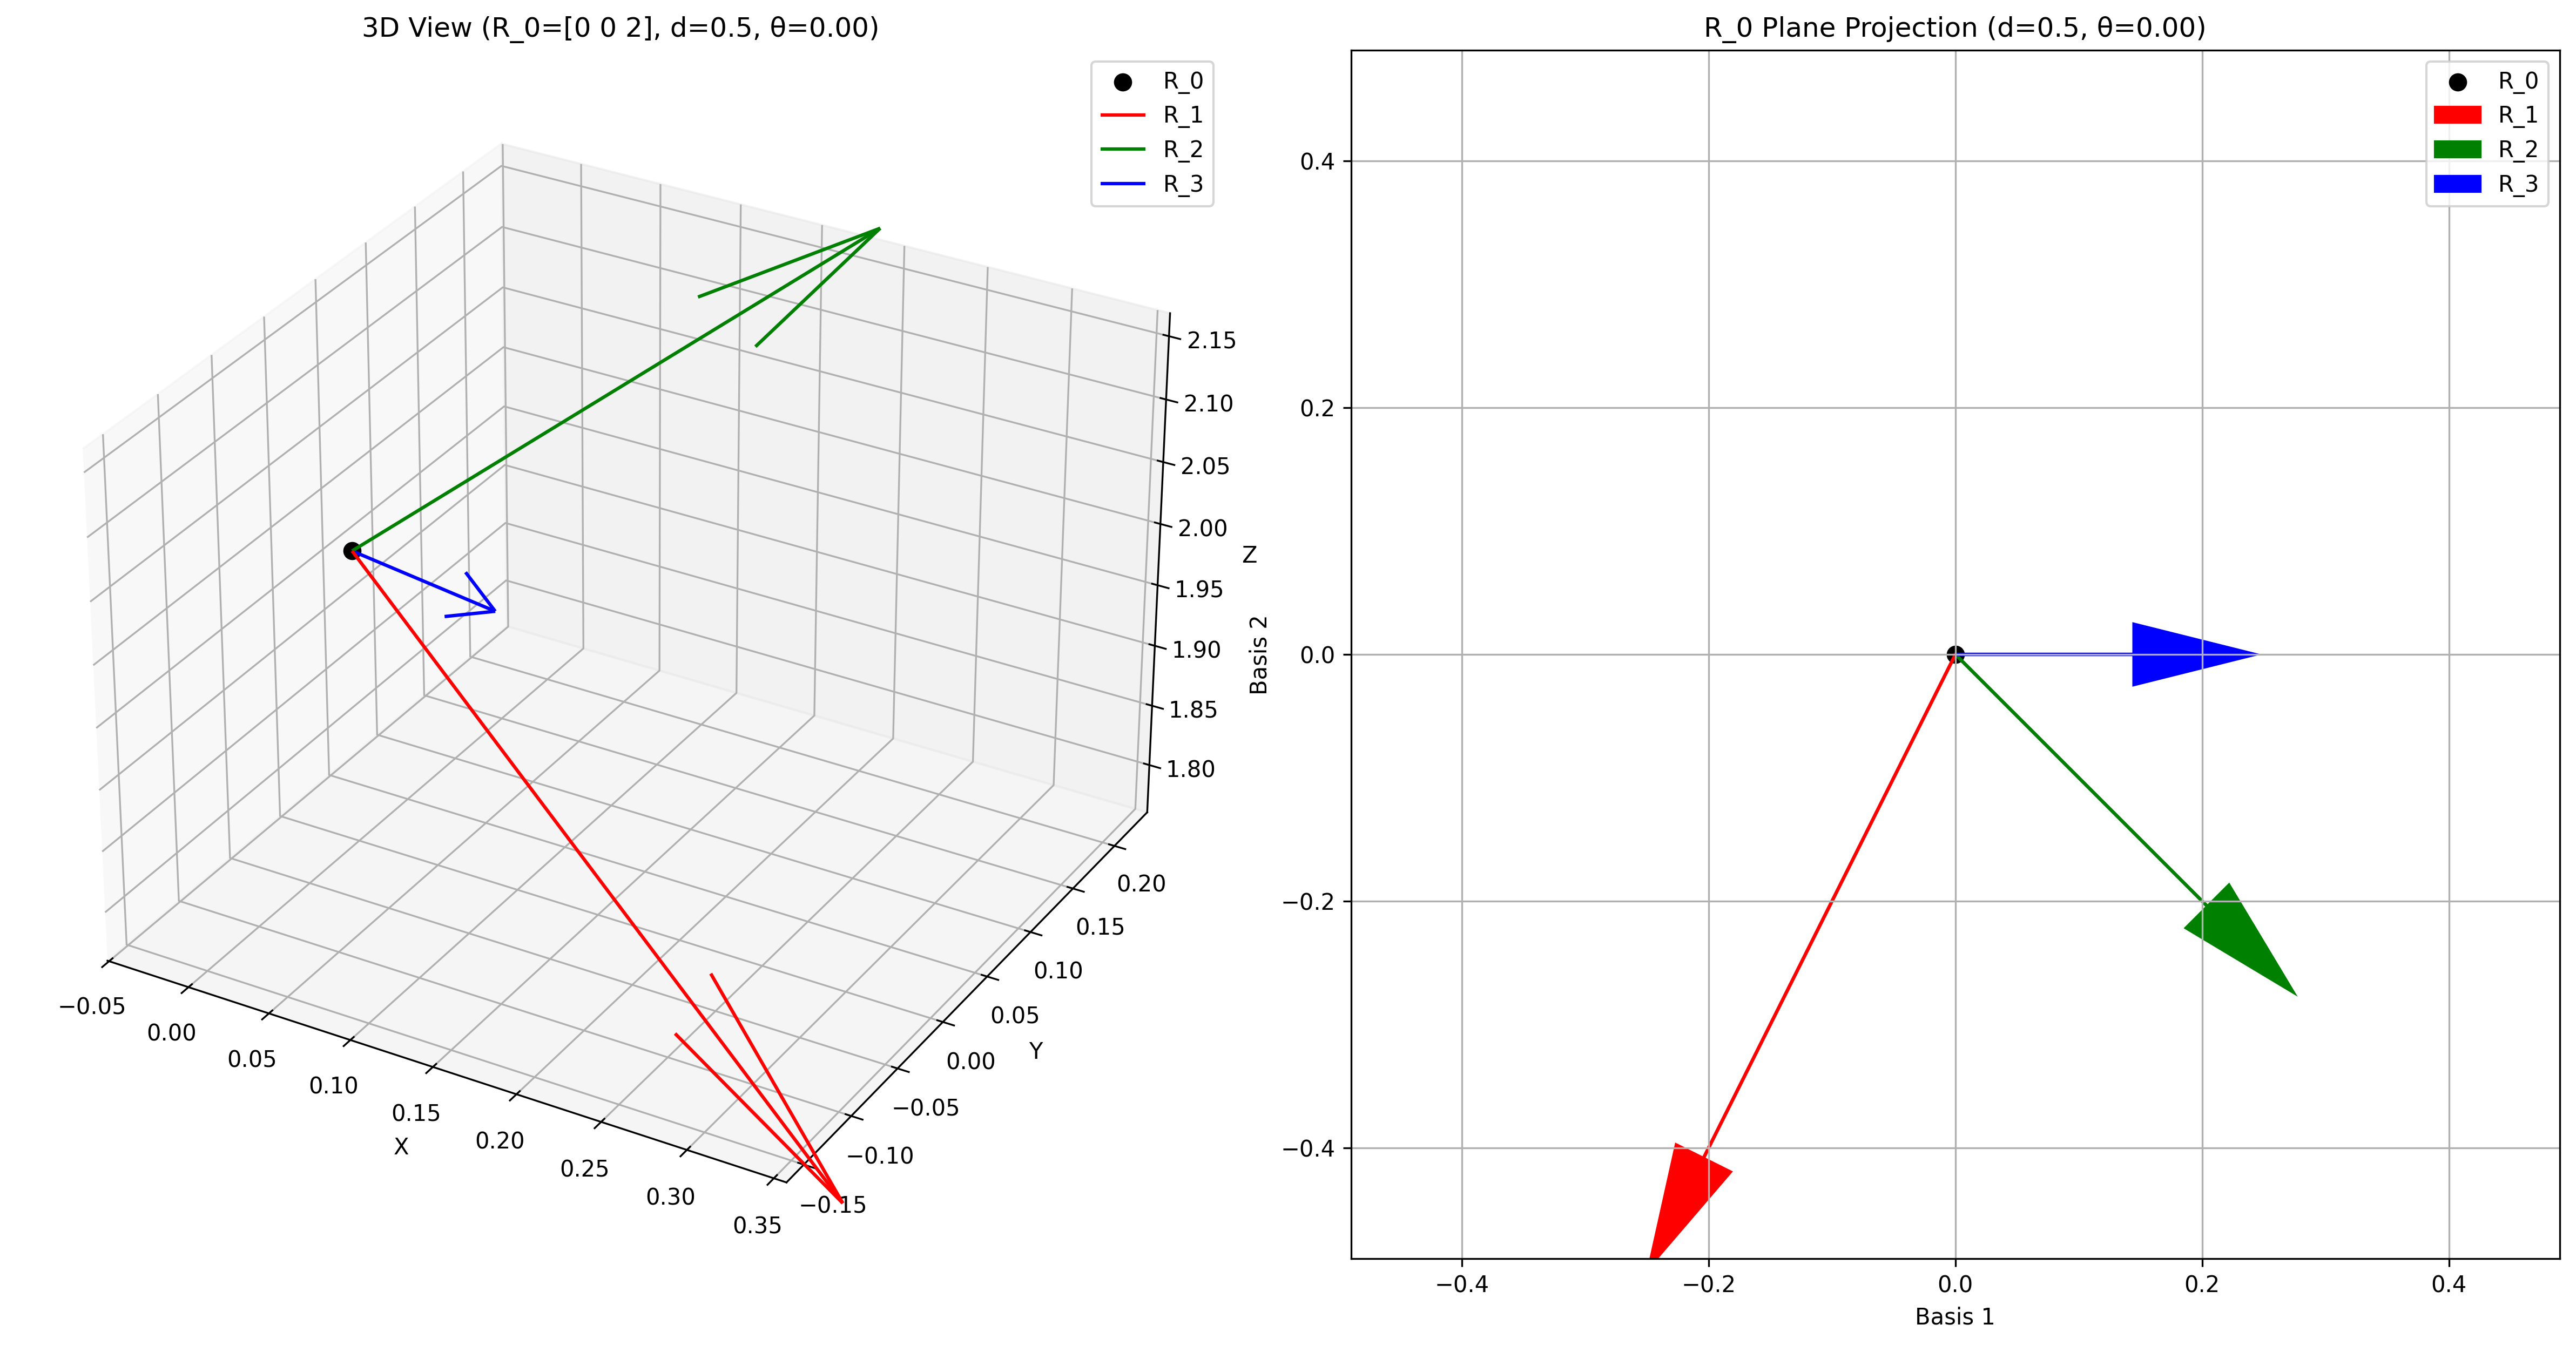 3D View (R_0=[0 0 2], d=0.5, θ=0.00)
R_0
R_1
R_2
R_3
2.15
2.10
2.05
2.00
1.95
1.90
1.85
1.80
Z
0.20
0.15
0.10
0.05
0.00
−0.05
−0.10
−0.15
Y
−0.05
0.00
0.05
0.10
0.15
0.20
0.25
0.30
0.35
X
R_0 Plane Projection (d=0.5, θ=0.00)
R_0
R_1
R_2
R_3
0.4
0.2
0.0
−0.2
−0.4
Basis 2
−0.4
−0.2
0.0
0.2
0.4
Basis 1